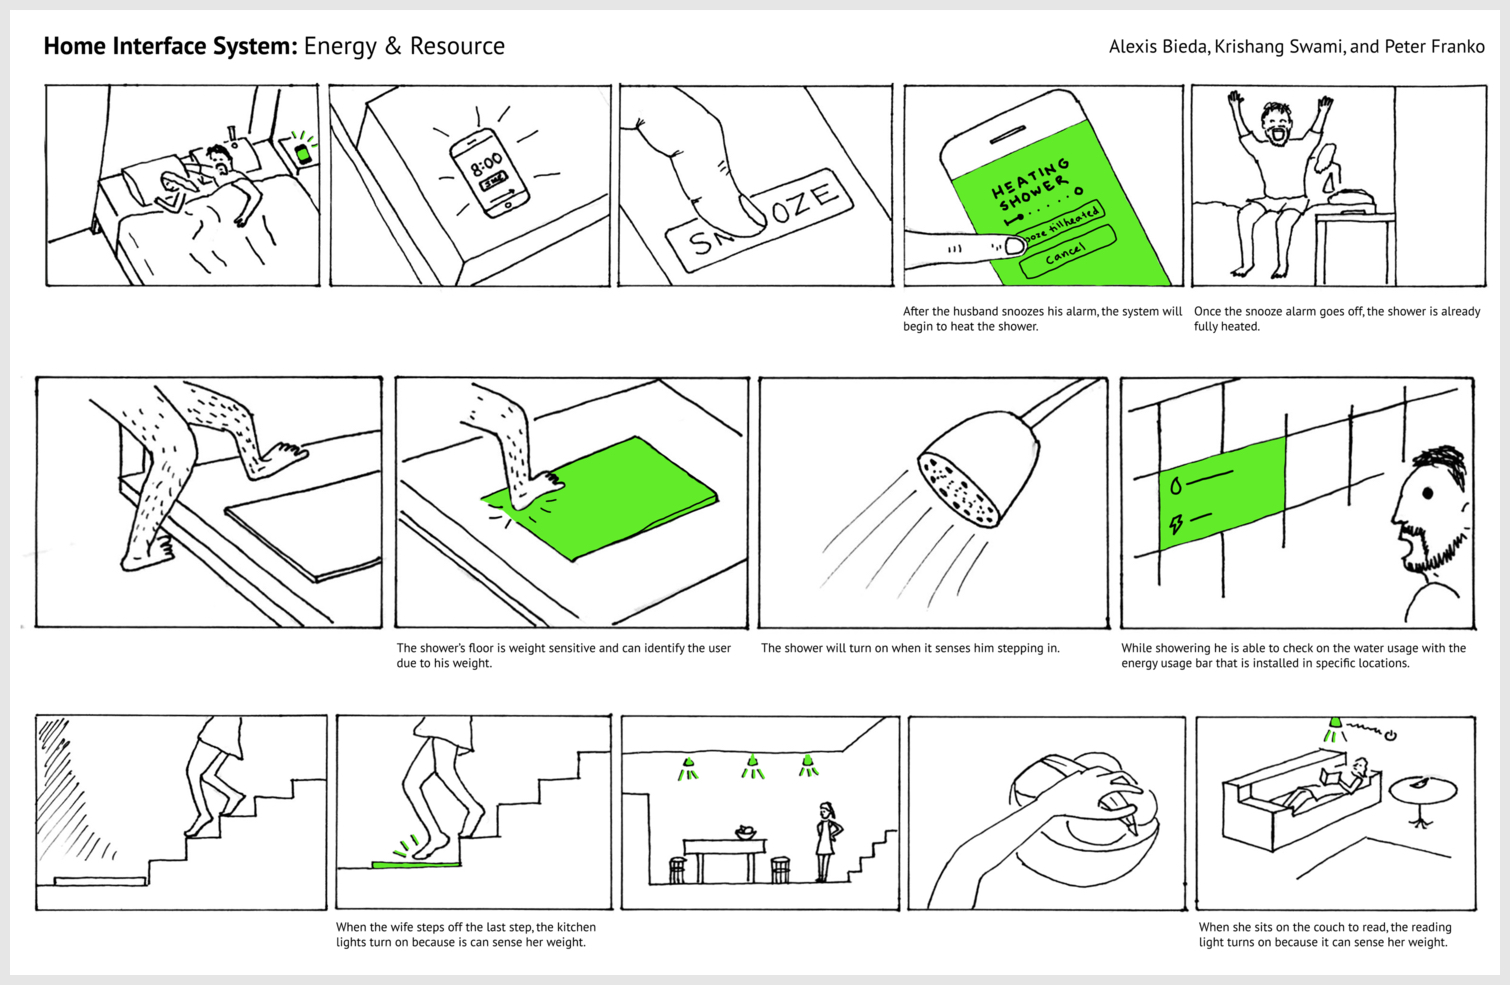 Home Interface System: Energy & Resource
Alexis Bieda, Krishang Swami, and Peter Franko
8:00
SN OZE
HEATING
SHOWER
ooze till heated
Cancel
After the husband snoozes his alarm, the system will
begin to heat the shower.
Once the snooze alarm goes off, the shower is already
fully heated.
The shower's floor is weight sensitive and can identify the user
due to his weight.
The shower will turn on when it senses him stepping in.
While showering he is able to check on the water usage with the
energy usage bar that is installed in specific locations.
When the wife steps off the last step, the kitchen
lights turn on because is can sense her weight.
When she sits on the couch to read, the reading
light turns on because it can sense her weight.